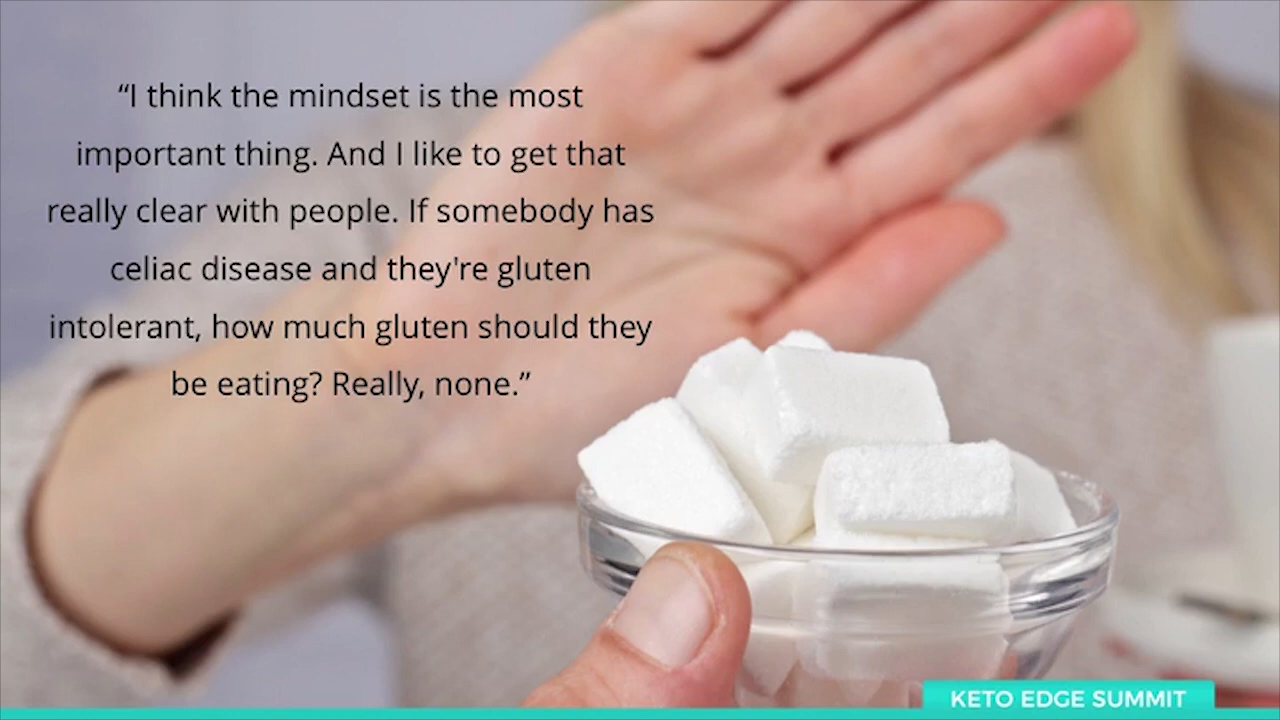 “I think the mindset is the most
important thing. And I like to get that
really clear with people. If somebody has
celiac disease and they're gluten
intolerant, how much gluten should they
be eating? Really, none.”
KETO EDGE SUMMIT